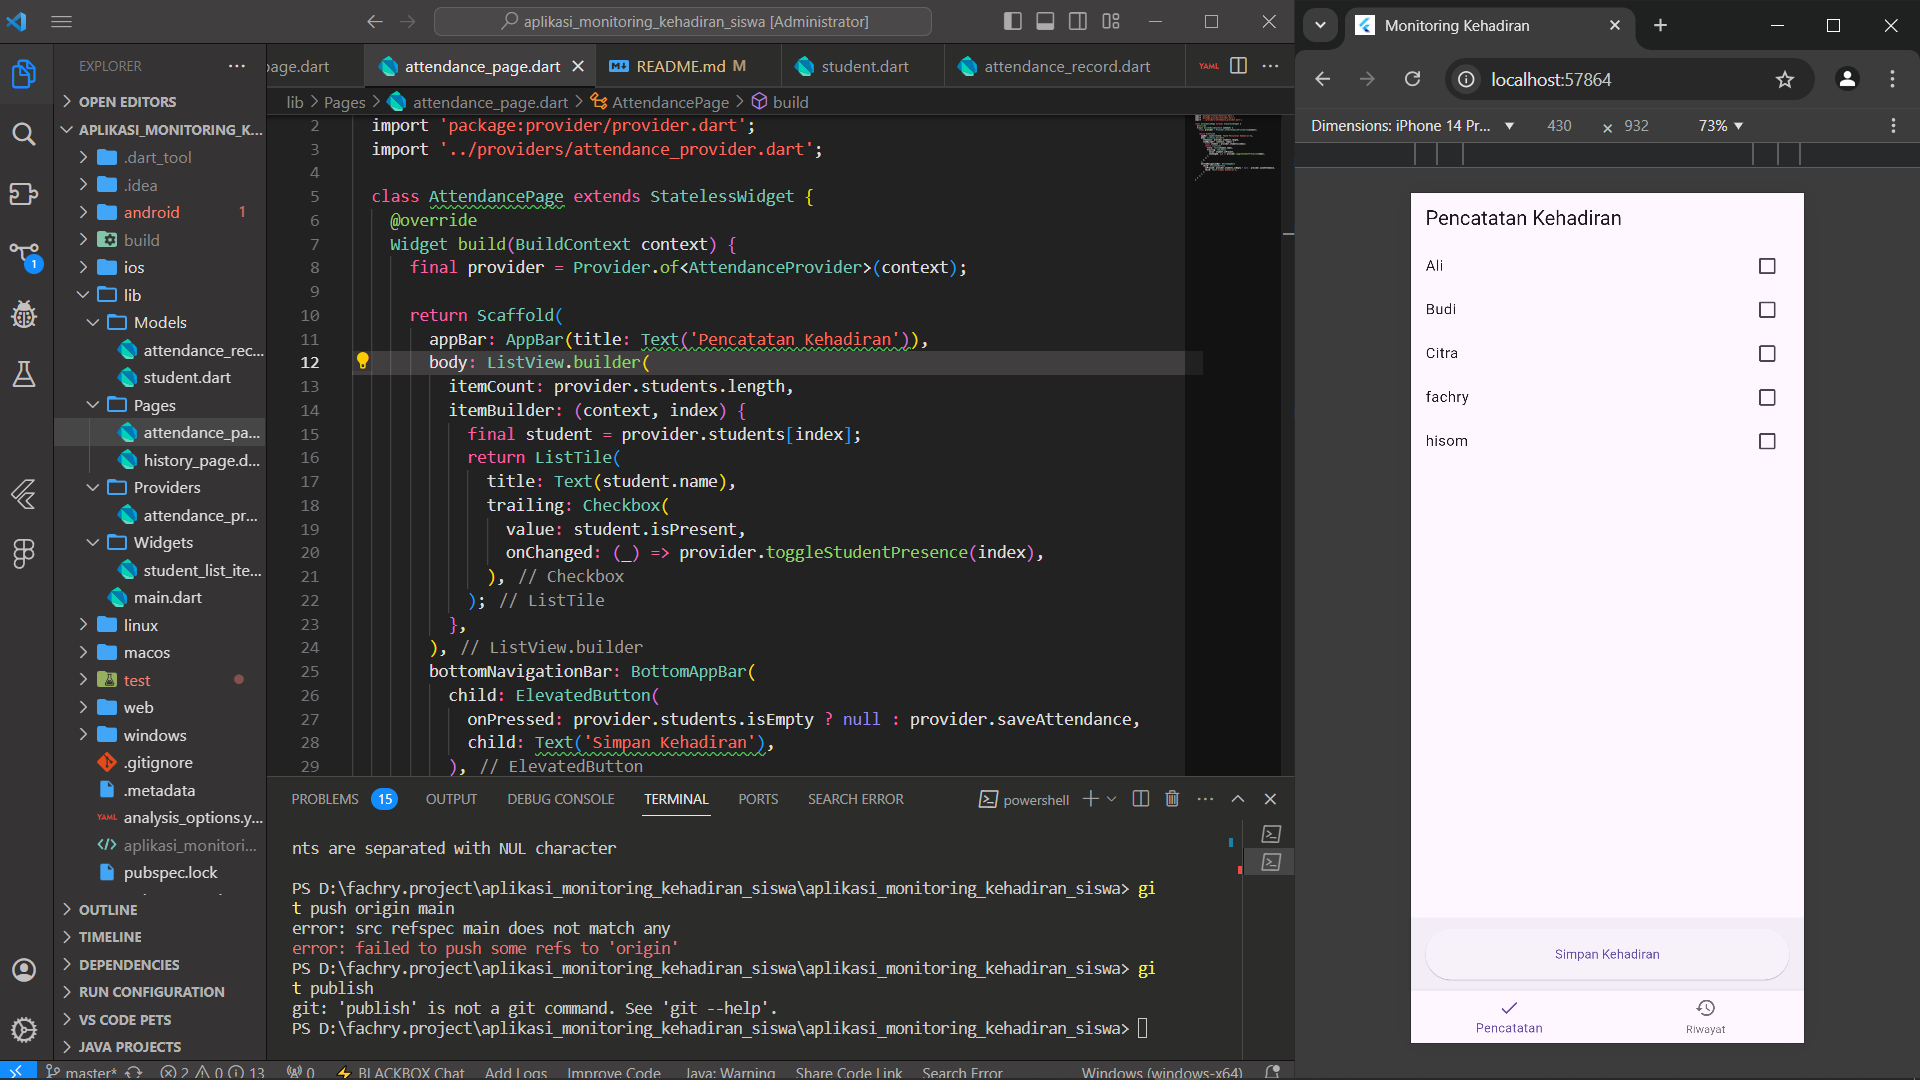 aplikasi_monitoring_kehadiran_siswa [Administrator]
EXPLORER
OPEN EDITORS
APLIKASI_MONITORING_K...
.dart_tool
.idea
android 1
build
ios
lib
Models
attendance_rec...
student.dart
Pages
attendance_pa...
history_page.d...
Providers
attendance_pr...
Widgets
student_list_ite...
main.dart
linux
macos
test
web
windows
.gitignore
.metadata
YAML analysis_options.y...
aplikasi_monitori...
pubspec.lock
OUTLINE
TIMELINE
DEPENDENCIES
RUN CONFIGURATION
VS CODE PETS
JAVA PROJECTS
1
page.dart attendance_page.dart README.md M student.dart attendance_record.dart YAML
lib > Pages > attendance_page.dart > AttendancePage > build
2 import 'package:provider/provider.dart';
3 import '../providers/attendance_provider.dart';
4
5 class AttendancePage extends StatelessWidget {
6 @override
7 Widget build(BuildContext context) {
8 final provider = Provider.of<AttendanceProvider>(context);
9
10 return Scaffold(
11 appBar: AppBar(title: Text('Pencatatan Kehadiran')),
12 body: ListView.builder(
13 itemCount: provider.students.length,
14 itemBuilder: (context, index) {
15 final student = provider.students[index];
16 return ListTile(
17 title: Text(student.name),
18 trailing: Checkbox(
19 value: student.isPresent,
20 onChanged: (_) => provider.toggleStudentPresence(index),
21 ), // Checkbox
22 ); // ListTile
23 },
24 ), // ListView.builder
25 bottomNavigationBar: BottomAppBar(
26 child: ElevatedButton(
27 onPressed: provider.students.isEmpty ? null : provider.saveAttendance,
28 child: Text('Simpan Kehadiran'),
29 ), // ElevatedButton
PROBLEMS 15 OUTPUT DEBUG CONSOLE TERMINAL PORTS SEARCH ERROR powershell
nts are separated with NUL character
PS D:\fachry.project\aplikasi_monitoring_kehadiran_siswa\aplikasi_monitoring_kehadiran_siswa> gi
t push origin main
error: src refspec main does not match any
error: failed to push some refs to 'origin'
PS D:\fachry.project\aplikasi_monitoring_kehadiran_siswa\aplikasi_monitoring_kehadiran_siswa> gi
t publish
git: 'publish' is not a git command. See 'git --help'.
PS D:\fachry.project\aplikasi_monitoring_kehadiran_siswa\aplikasi_monitoring_kehadiran_siswa>
master* 2 0 13 0 BLACKBOX Chat Add Logs Improve Code Java: Warning Share Code Link Search Error Windows (windows-x64)
Monitoring Kehadiran
localhost:57864
Dimensions: iPhone 14 Pr... 430 × 932 73%
Pencatatan Kehadiran
Ali
Budi
Citra
fachry
hisom
Simpan Kehadiran
Pencatatan Riwayat